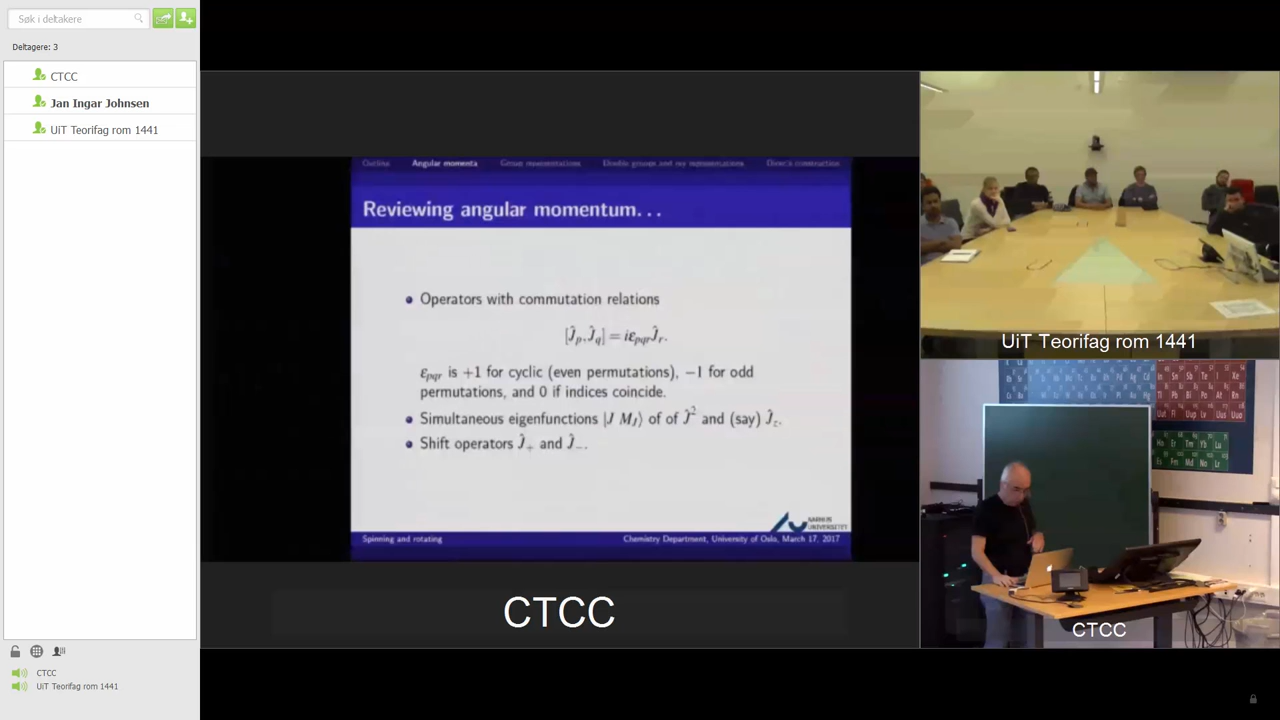 Søk i deltakere
Deltagere: 3
CTCC
Jan Ingar Johnsen
UiT Teorifag rom 1441
CTCC
UiT Teorifag rom 1441
Outline Angular momenta Group representations Double groups and ray representations Dirac's construction
Reviewing angular momentum...
Operators with commutation relations
[Ĵp, Ĵq] = iεpqrĴr.
εpqr is +1 for cyclic (even permutations), −1 for odd
permutations, and 0 if indices coincide.
Simultaneous eigenfunctions |J MJ⟩ of of Ĵ² and (say) Ĵz.
Shift operators Ĵ+ and Ĵ−.
AARHUS
UNIVERSITET
Spinning and rotating Chemistry Department, University of Oslo, March 17, 2017
CTCC
UiT Teorifag rom 1441
CTCC